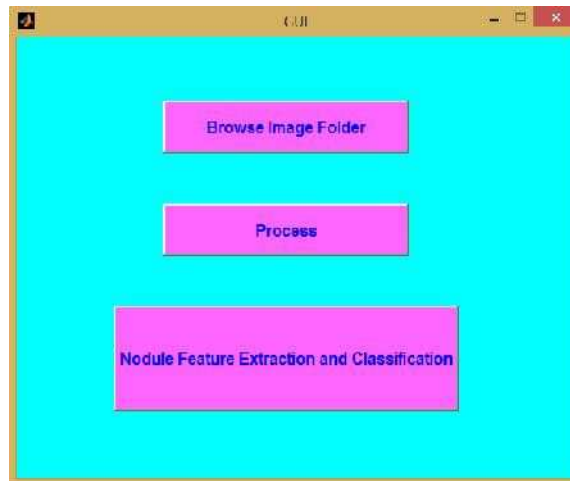 GUI
Browse Image Folder
Process
Nodule Feature Extraction and Classification